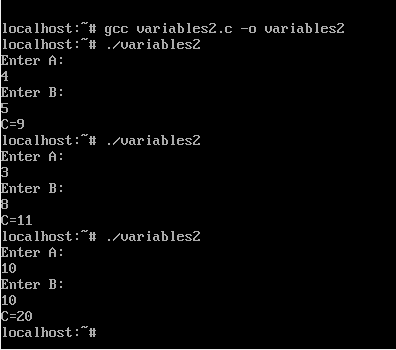 localhost:~# gcc variables2.c -o variables2
localhost:~# ./variables2
Enter A:
4
Enter B:
5
C=9
localhost:~# ./variables2
Enter A:
3
Enter B:
8
C=11
localhost:~# ./variables2
Enter A:
10
Enter B:
10
C=20
localhost:~#